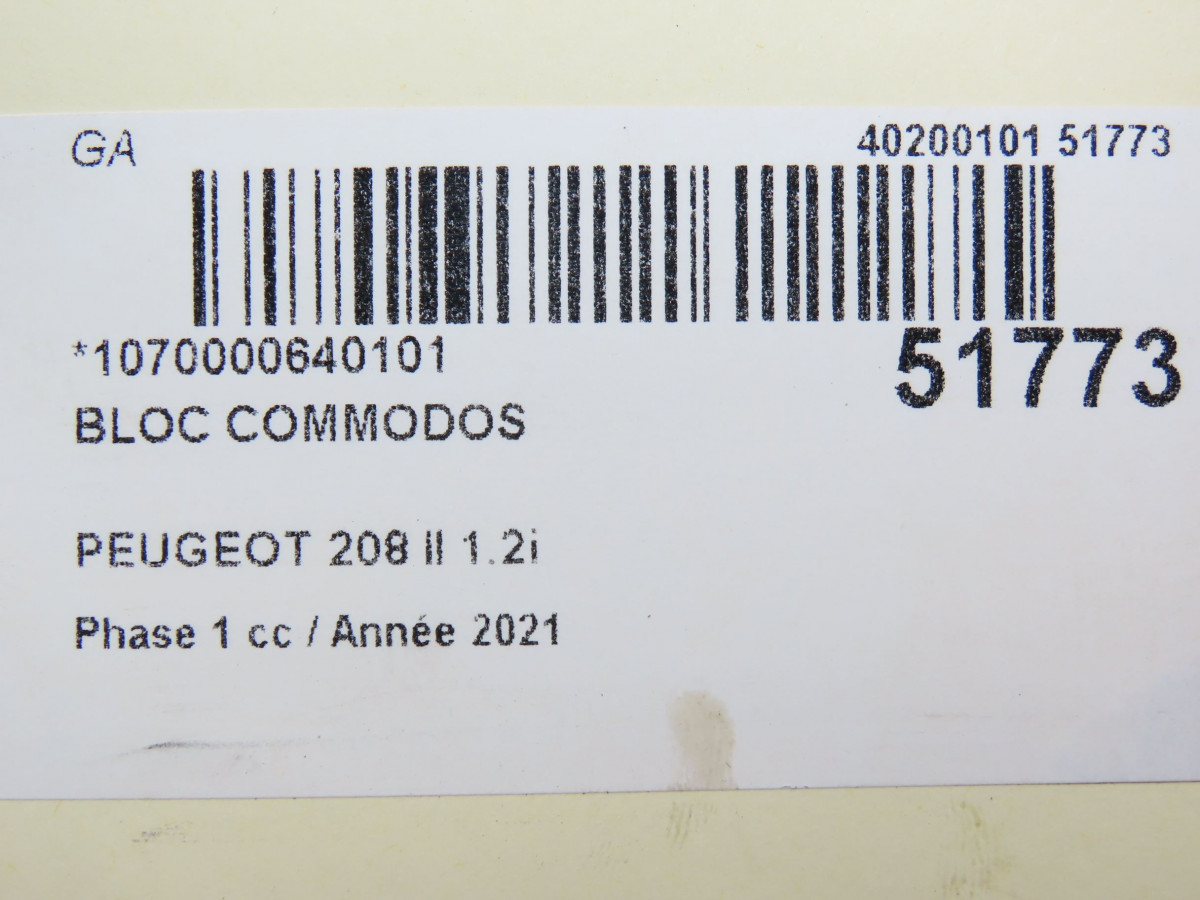 GA 40200101 51773
*1070000640101 51773
BLOC COMMODOS
PEUGEOT 208 II 1.2i
Phase 1 cc / Année 2021